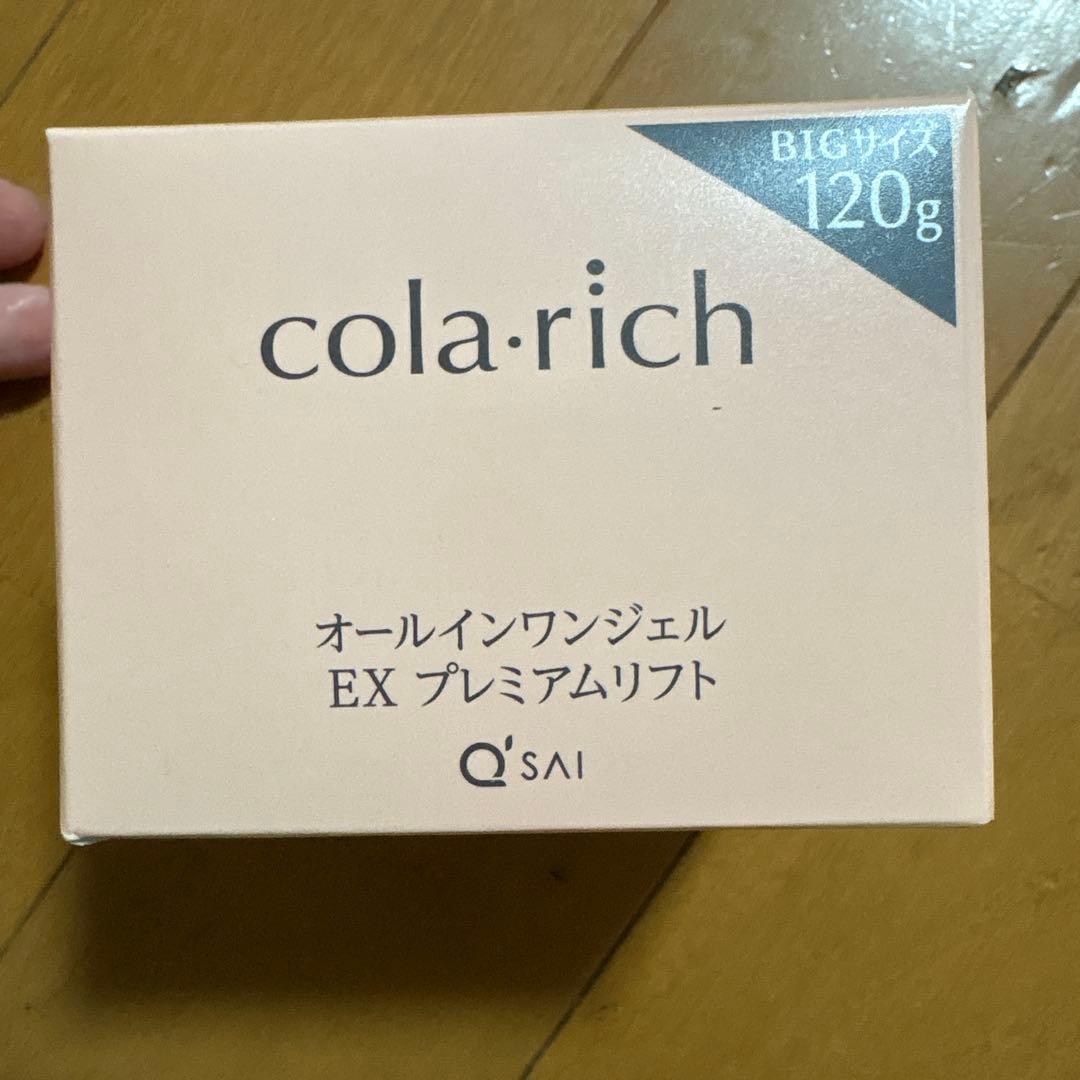 BIGサイズ
120g
cola・rich
オールインワンジェル
EX プレミアムリフト
Q'SAI